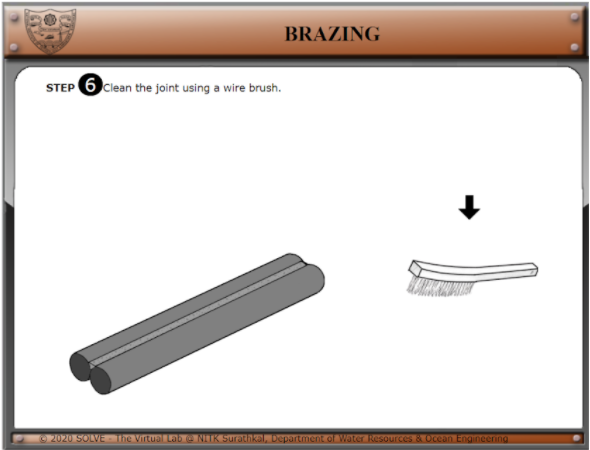 BRAZING
STEP 6 Clean the joint using a wire brush.
© 2020 SOLVE - The Virtual Lab @ NITK Surathkal, Department of Water Resources & Ocean Engineering